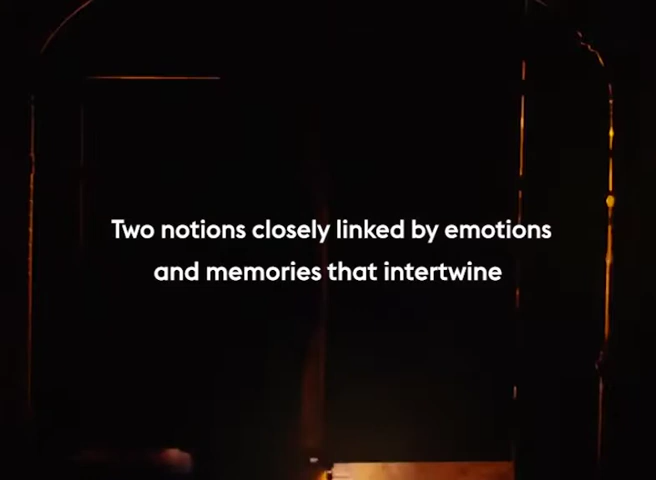 Two notions closely linked by emotions
and memories that intertwine